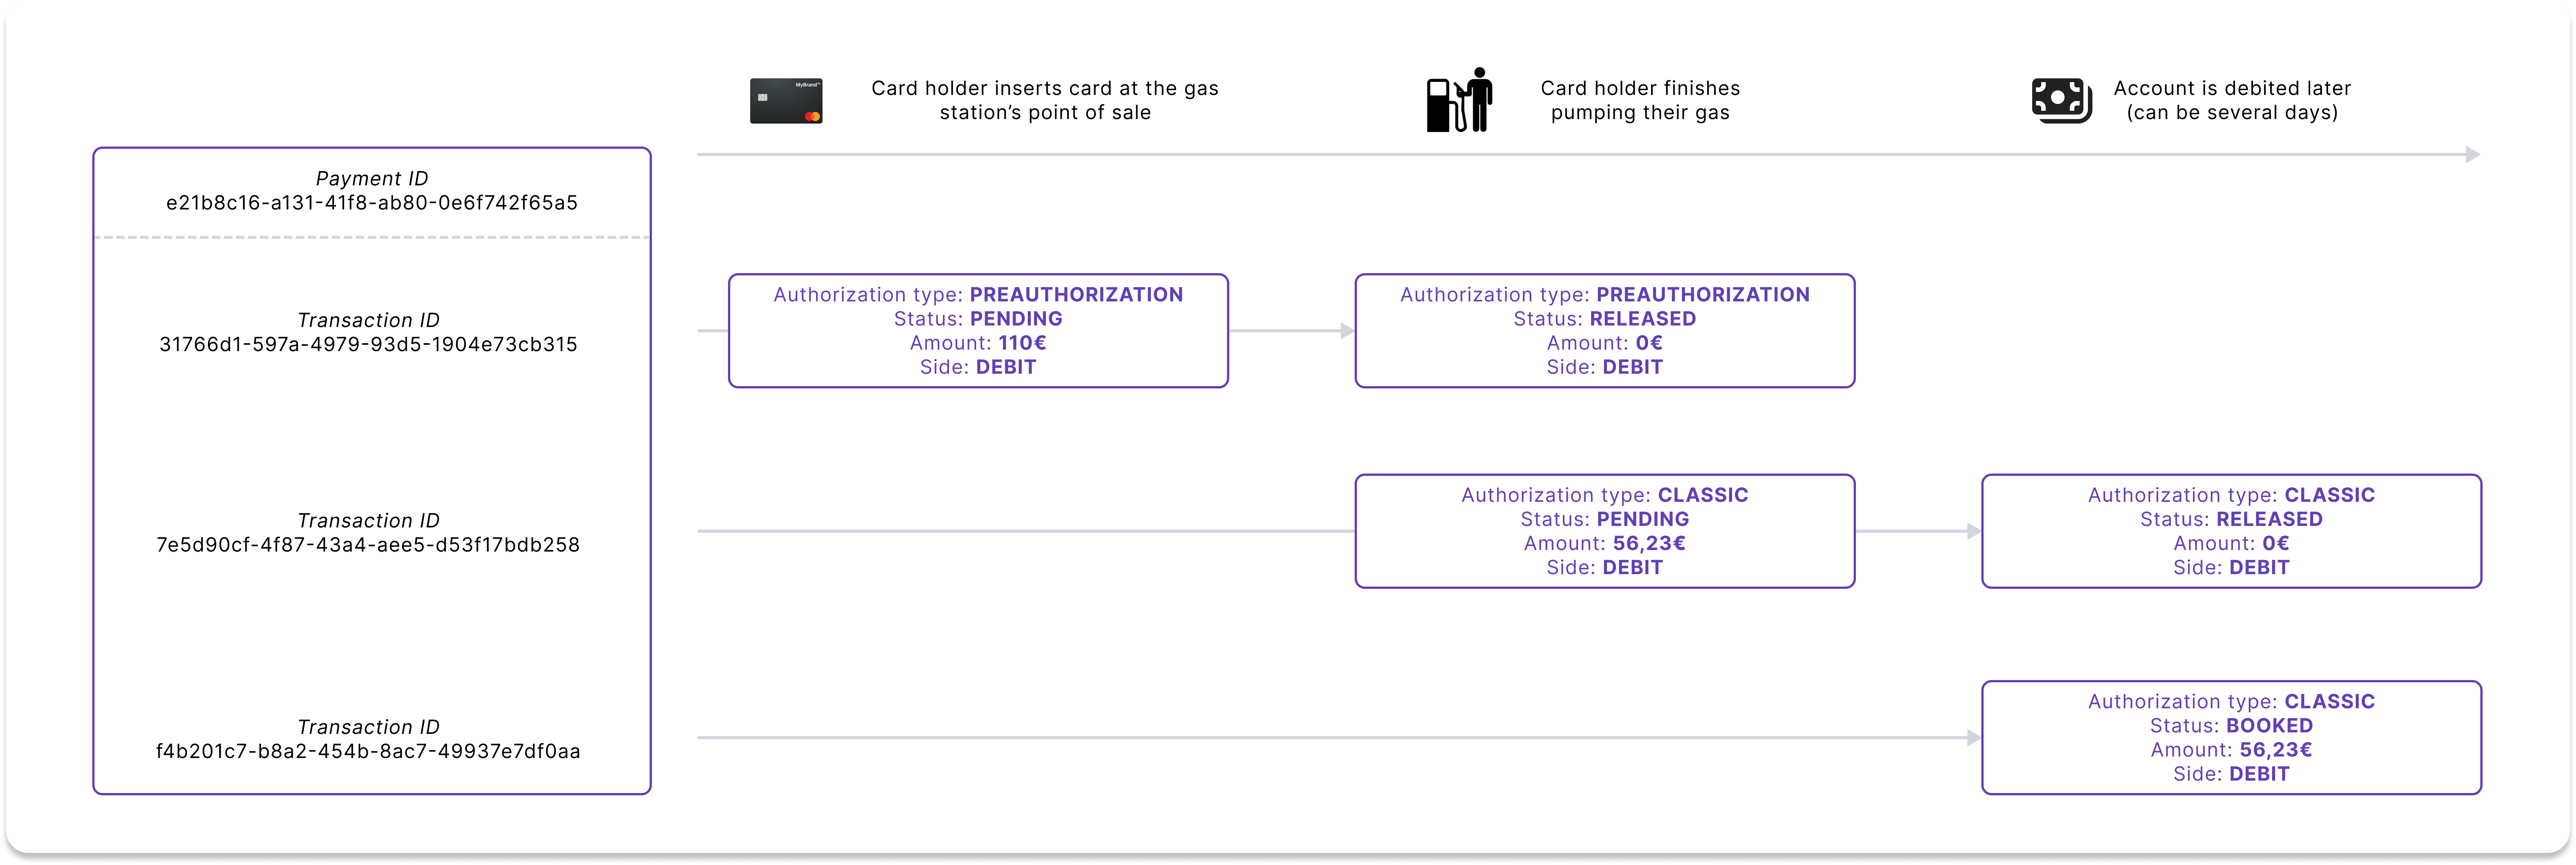 MyBrand™
Card holder inserts card at the gas
station’s point of sale
Card holder finishes
pumping their gas
Account is debited later
(can be several days)
Payment ID
e21b8c16-a131-41f8-ab80-0e6f742f65a5
Transaction ID
31766d1-597a-4979-93d5-1904e73cb315
Authorization type: PREAUTHORIZATION
Status: PENDING
Amount: 110€
Side: DEBIT
Authorization type: PREAUTHORIZATION
Status: RELEASED
Amount: 0€
Side: DEBIT
Transaction ID
7e5d90cf-4f87-43a4-aee5-d53f17bdb258
Authorization type: CLASSIC
Status: PENDING
Amount: 56,23€
Side: DEBIT
Authorization type: CLASSIC
Status: RELEASED
Amount: 0€
Side: DEBIT
Transaction ID
f4b201c7-b8a2-454b-8ac7-49937e7df0aa
Authorization type: CLASSIC
Status: BOOKED
Amount: 56,23€
Side: DEBIT